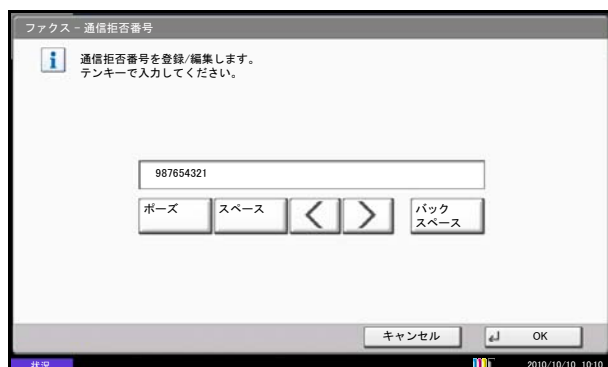 ファクス - 通信拒否番号
通信拒否番号を登録/編集します。
テンキーで入力してください。
987654321
ポーズ
スペース
バック
スペース
キャンセル
OK
状況
2010/10/10 10:10